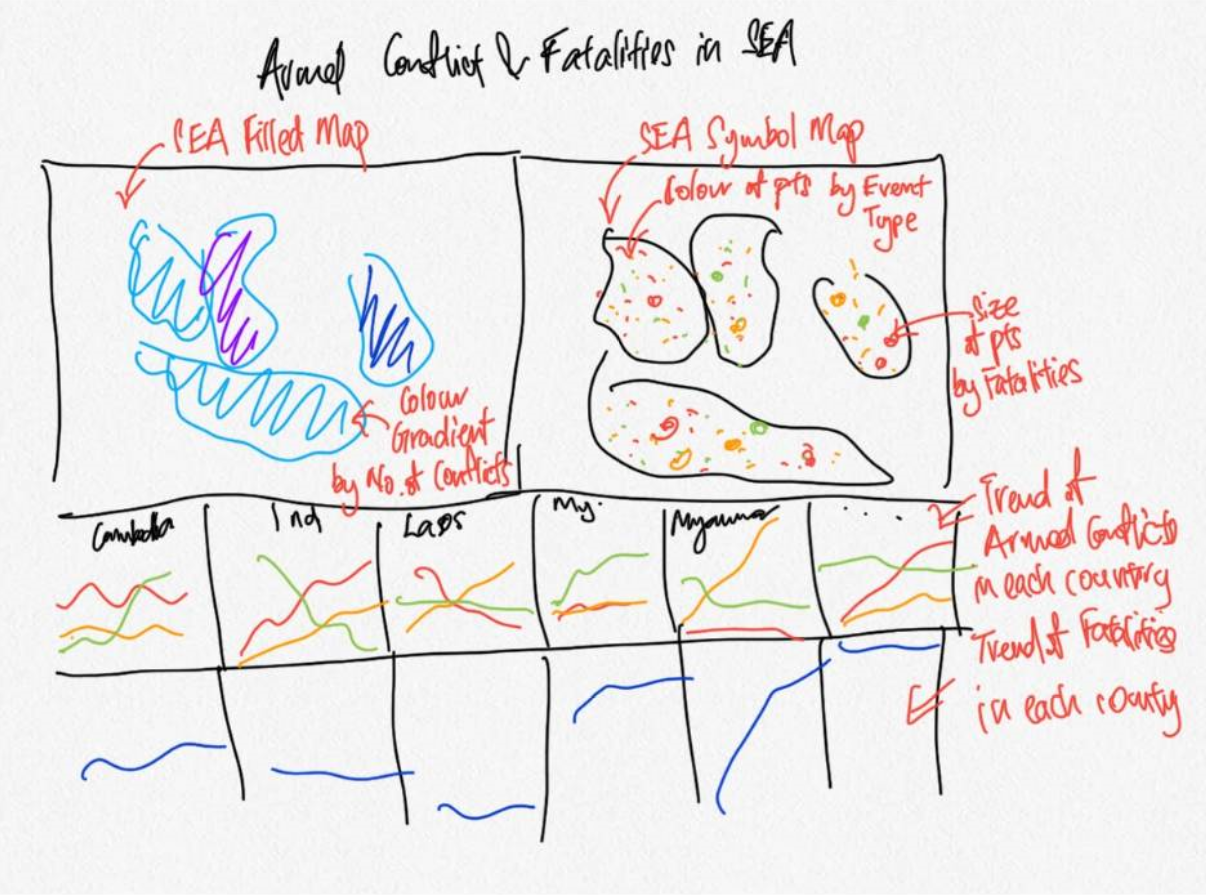 Armed Conflict & Fatalities in SEA
SEA Filled Map
SEA Symbol Map
Colour of pts by Event
Type
Size
of pts
by Fatalities
Colour
Gradient
by No. of Conflicts
Cambodia
Ind
Laos
My.
Myanmar
. . .
Trend of
Armed Conflicts
in each country
Trend of Fatalities
in each county